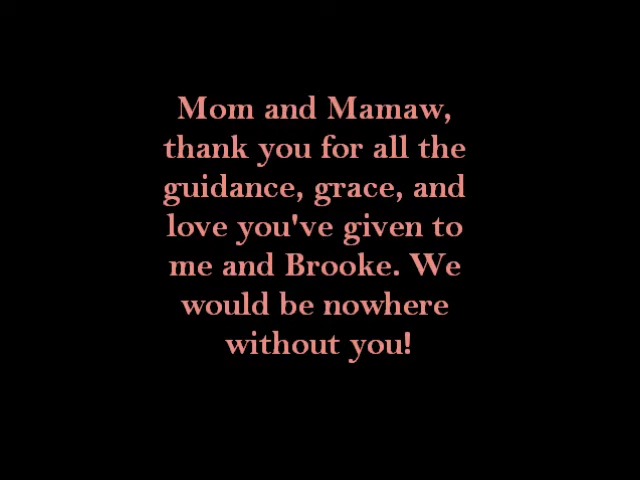 Mom and Mamaw,
thank you for all the
guidance, grace, and
love you've given to
me and Brooke. We
would be nowhere
without you!